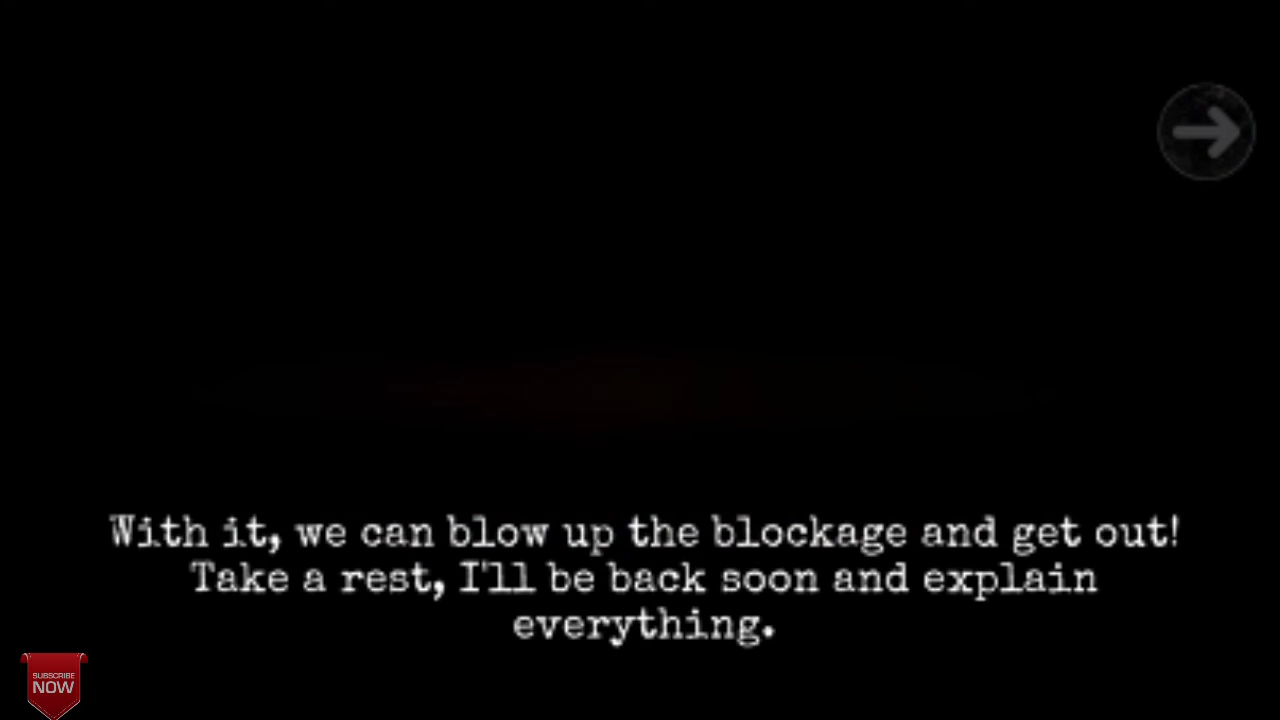 With it, we can blow up the blockage and get out!
Take a rest, I'll be back soon and explain
everything.
SUBSCRIBE
NOW